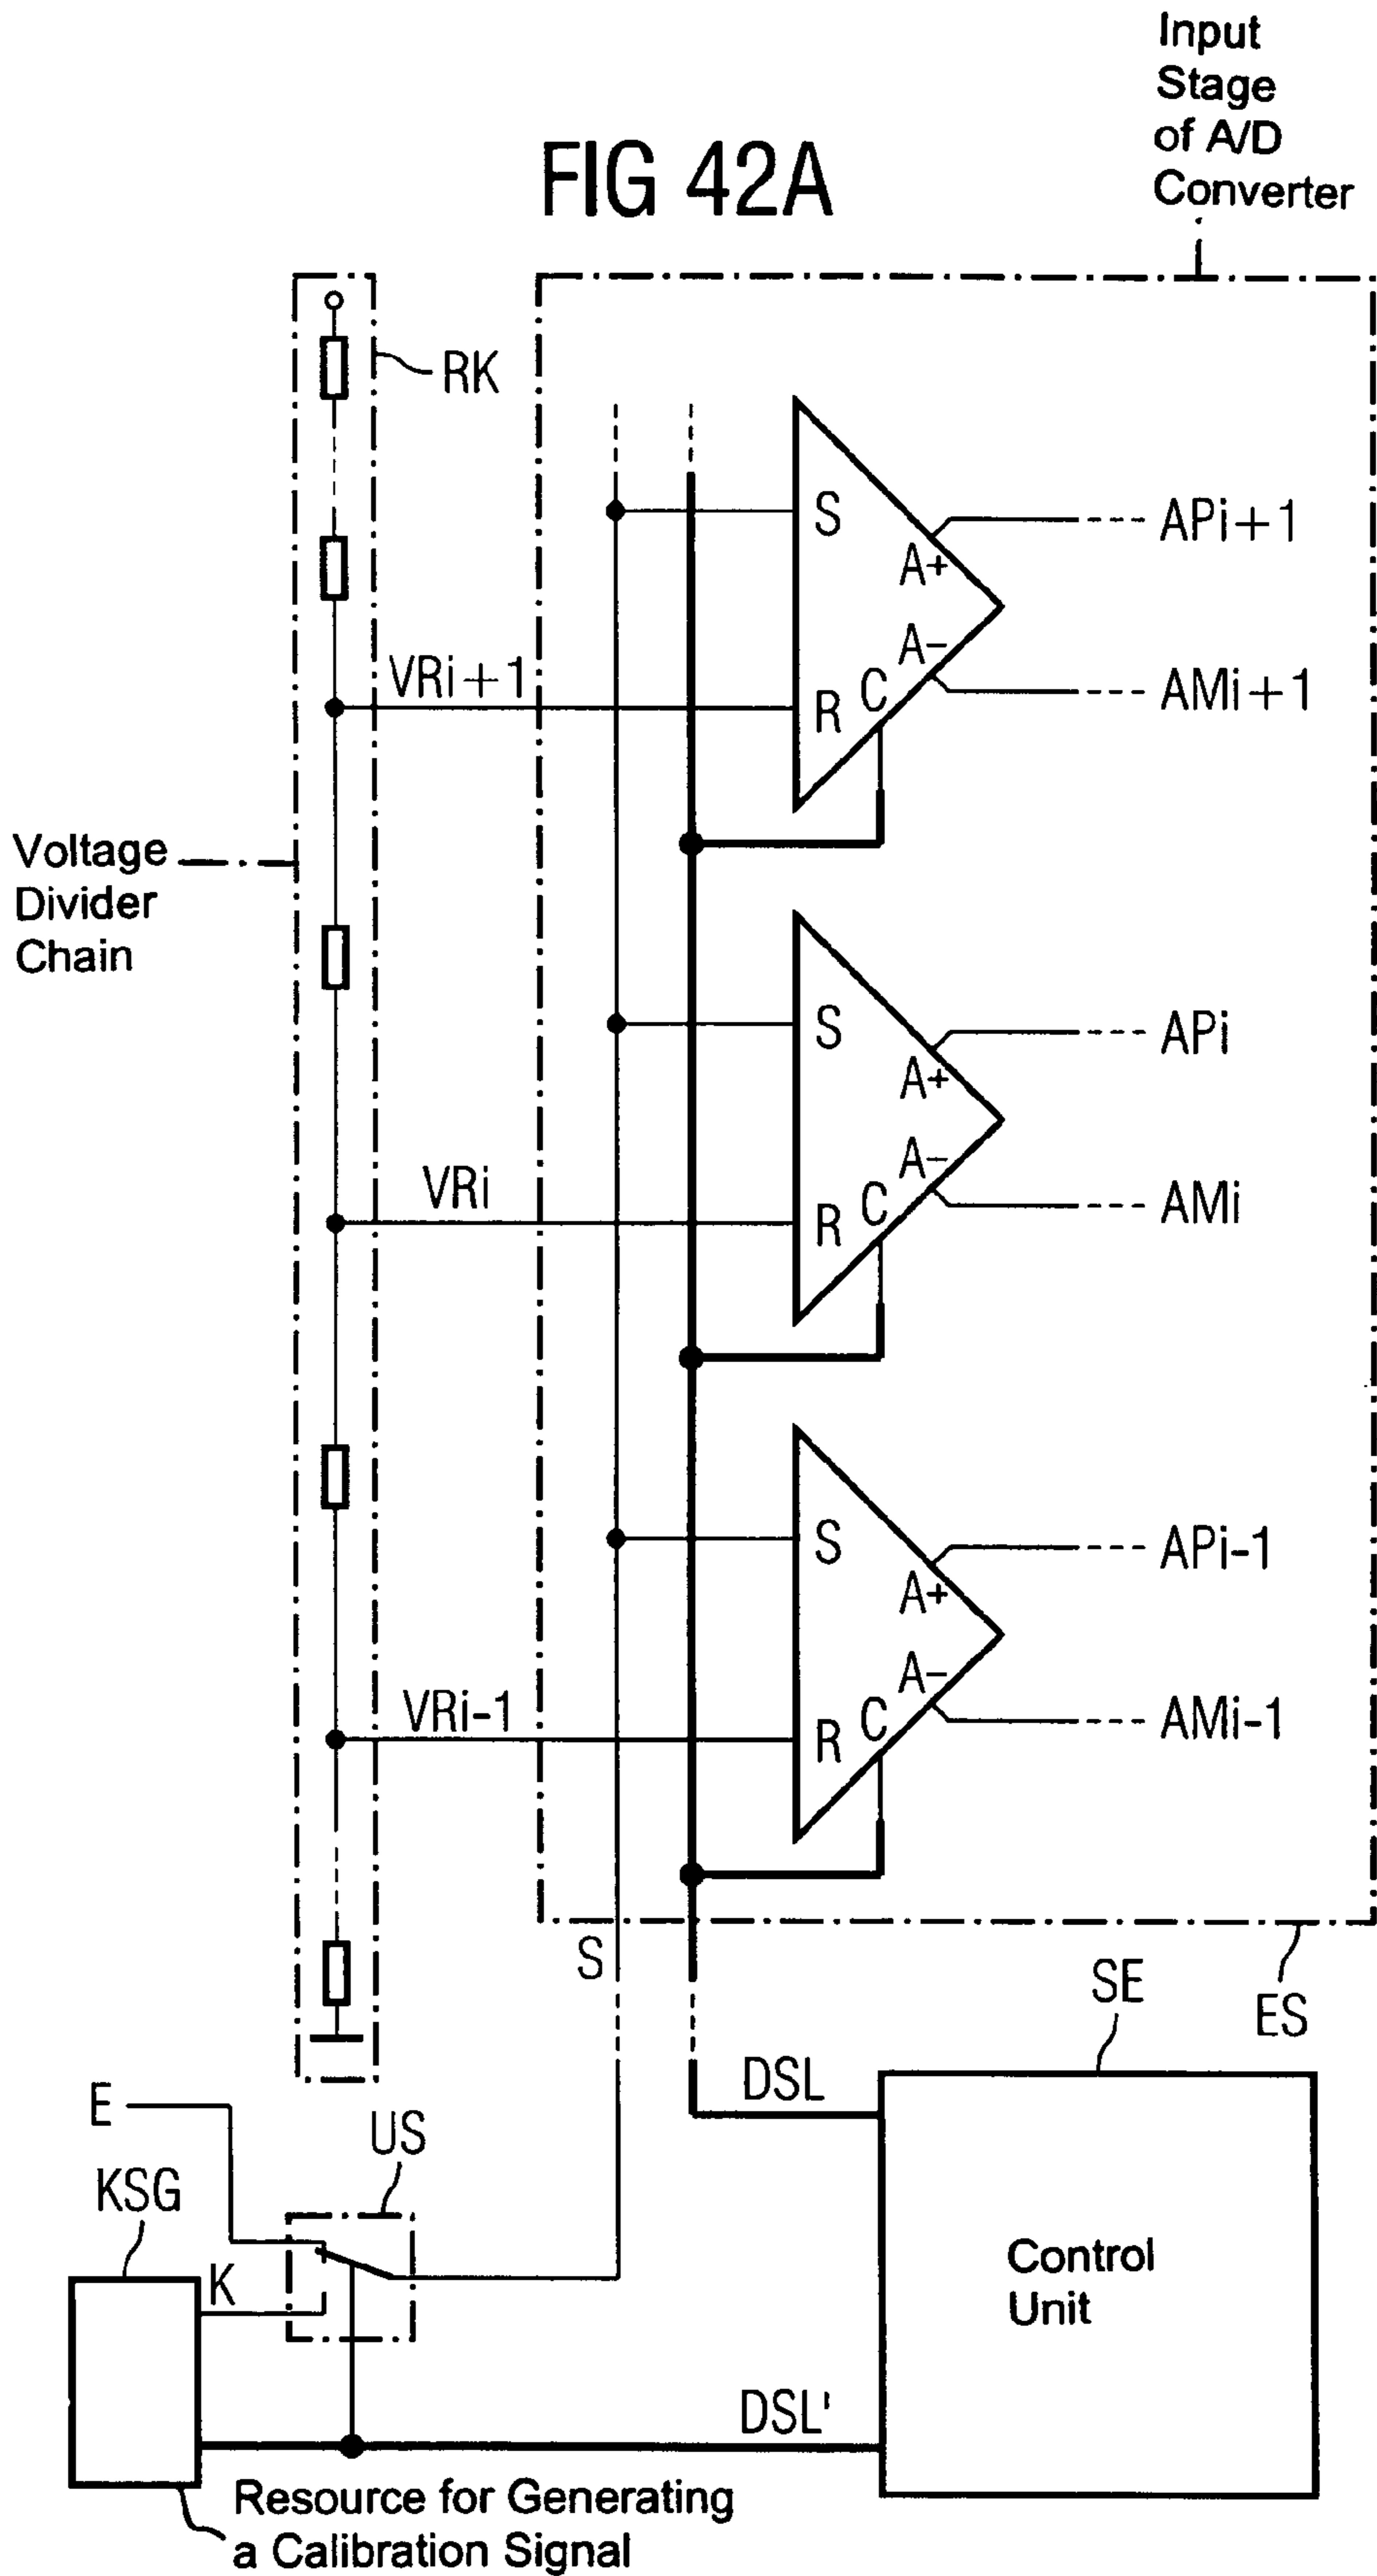 Input
Stage
of A/D
Converter
FIG 42A
RK
S
A+
APi+1
A-
AMi+1
VRi+1
R
C
Voltage
Divider
Chain
S
A+
APi
A-
AMi
VRi
R
C
S
A+
APi-1
A-
AMi-1
VRi-1
R
C
S
SE
ES
DSL
E
US
KSG
K
Control
Unit
DSL'
Resource for Generating
a Calibration Signal